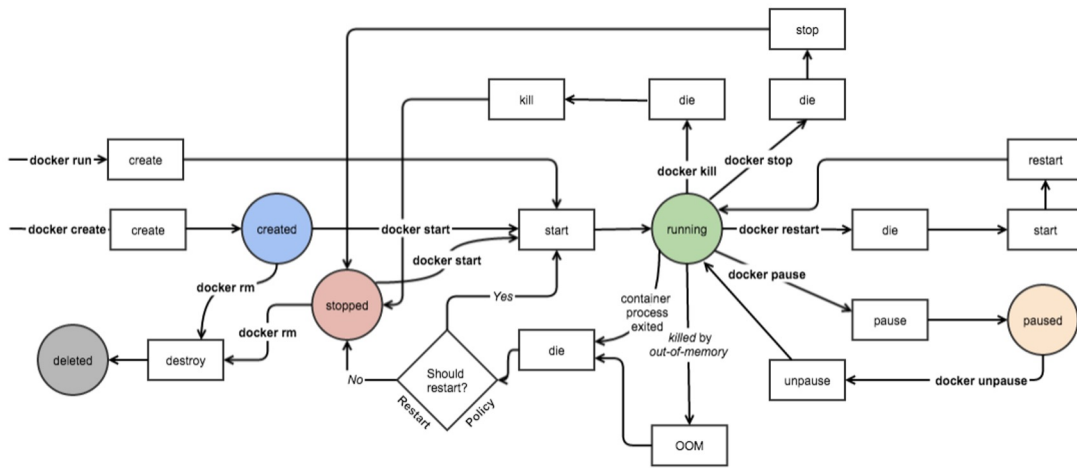 stop
kill
die
die
docker run
create
docker kill
docker stop
restart
docker create
create
created
docker start
start
running
docker restart
die
start
docker start
docker pause
docker rm
stopped
Yes
container
process
exited
pause
paused
docker rm
killed by
out-of-memory
deleted
destroy
die
No
Should
restart?
Restart
Policy
unpause
docker unpause
OOM